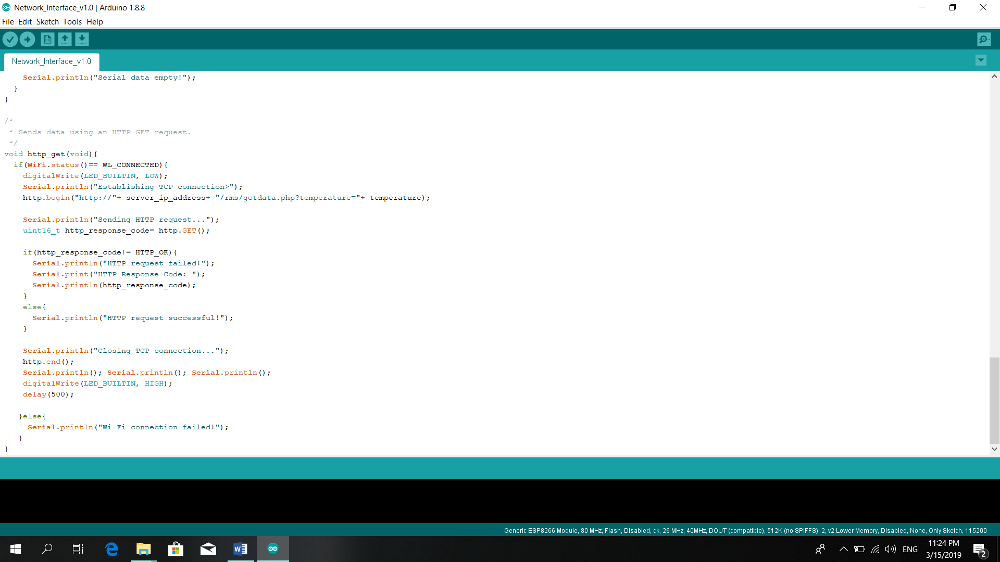 Network_Interface_v1.0 | Arduino 1.8.8
File Edit Sketch Tools Help
Network_Interface_v1.0
Serial.println("Serial data empty!");
}
}
/*
* Sends data using an HTTP GET request.
*/
void http_get(void){
if(WiFi.status()== WL_CONNECTED){
digitalWrite(LED_BUILTIN, LOW);
Serial.println("Establishing TCP connection>");
http.begin("http://"+ server_ip_address+ "/rms/getdata.php?temperature="+ temperature);
Serial.println("Sending HTTP request...");
uint16_t http_response_code= http.GET();
if(http_response_code!= HTTP_OK){
Serial.println("HTTP request failed!");
Serial.print("HTTP Response Code: ");
Serial.println(http_response_code);
}
else{
Serial.println("HTTP request successful!");
}
Serial.println("Closing TCP connection...");
http.end();
Serial.println(); Serial.println(); Serial.println();
digitalWrite(LED_BUILTIN, HIGH);
delay(500);
}else{
Serial.println("Wi-Fi connection failed!");
}
}
Generic ESP8266 Module, 80 MHz, Flash, Disabled, ck, 26 MHz, 40MHz, DOUT (compatible), 512K (no SPIFFS), 2, v2 Lower Memory, Disabled, None, Only Sketch, 115200
ENG
11:24 PM
3/15/2019
2